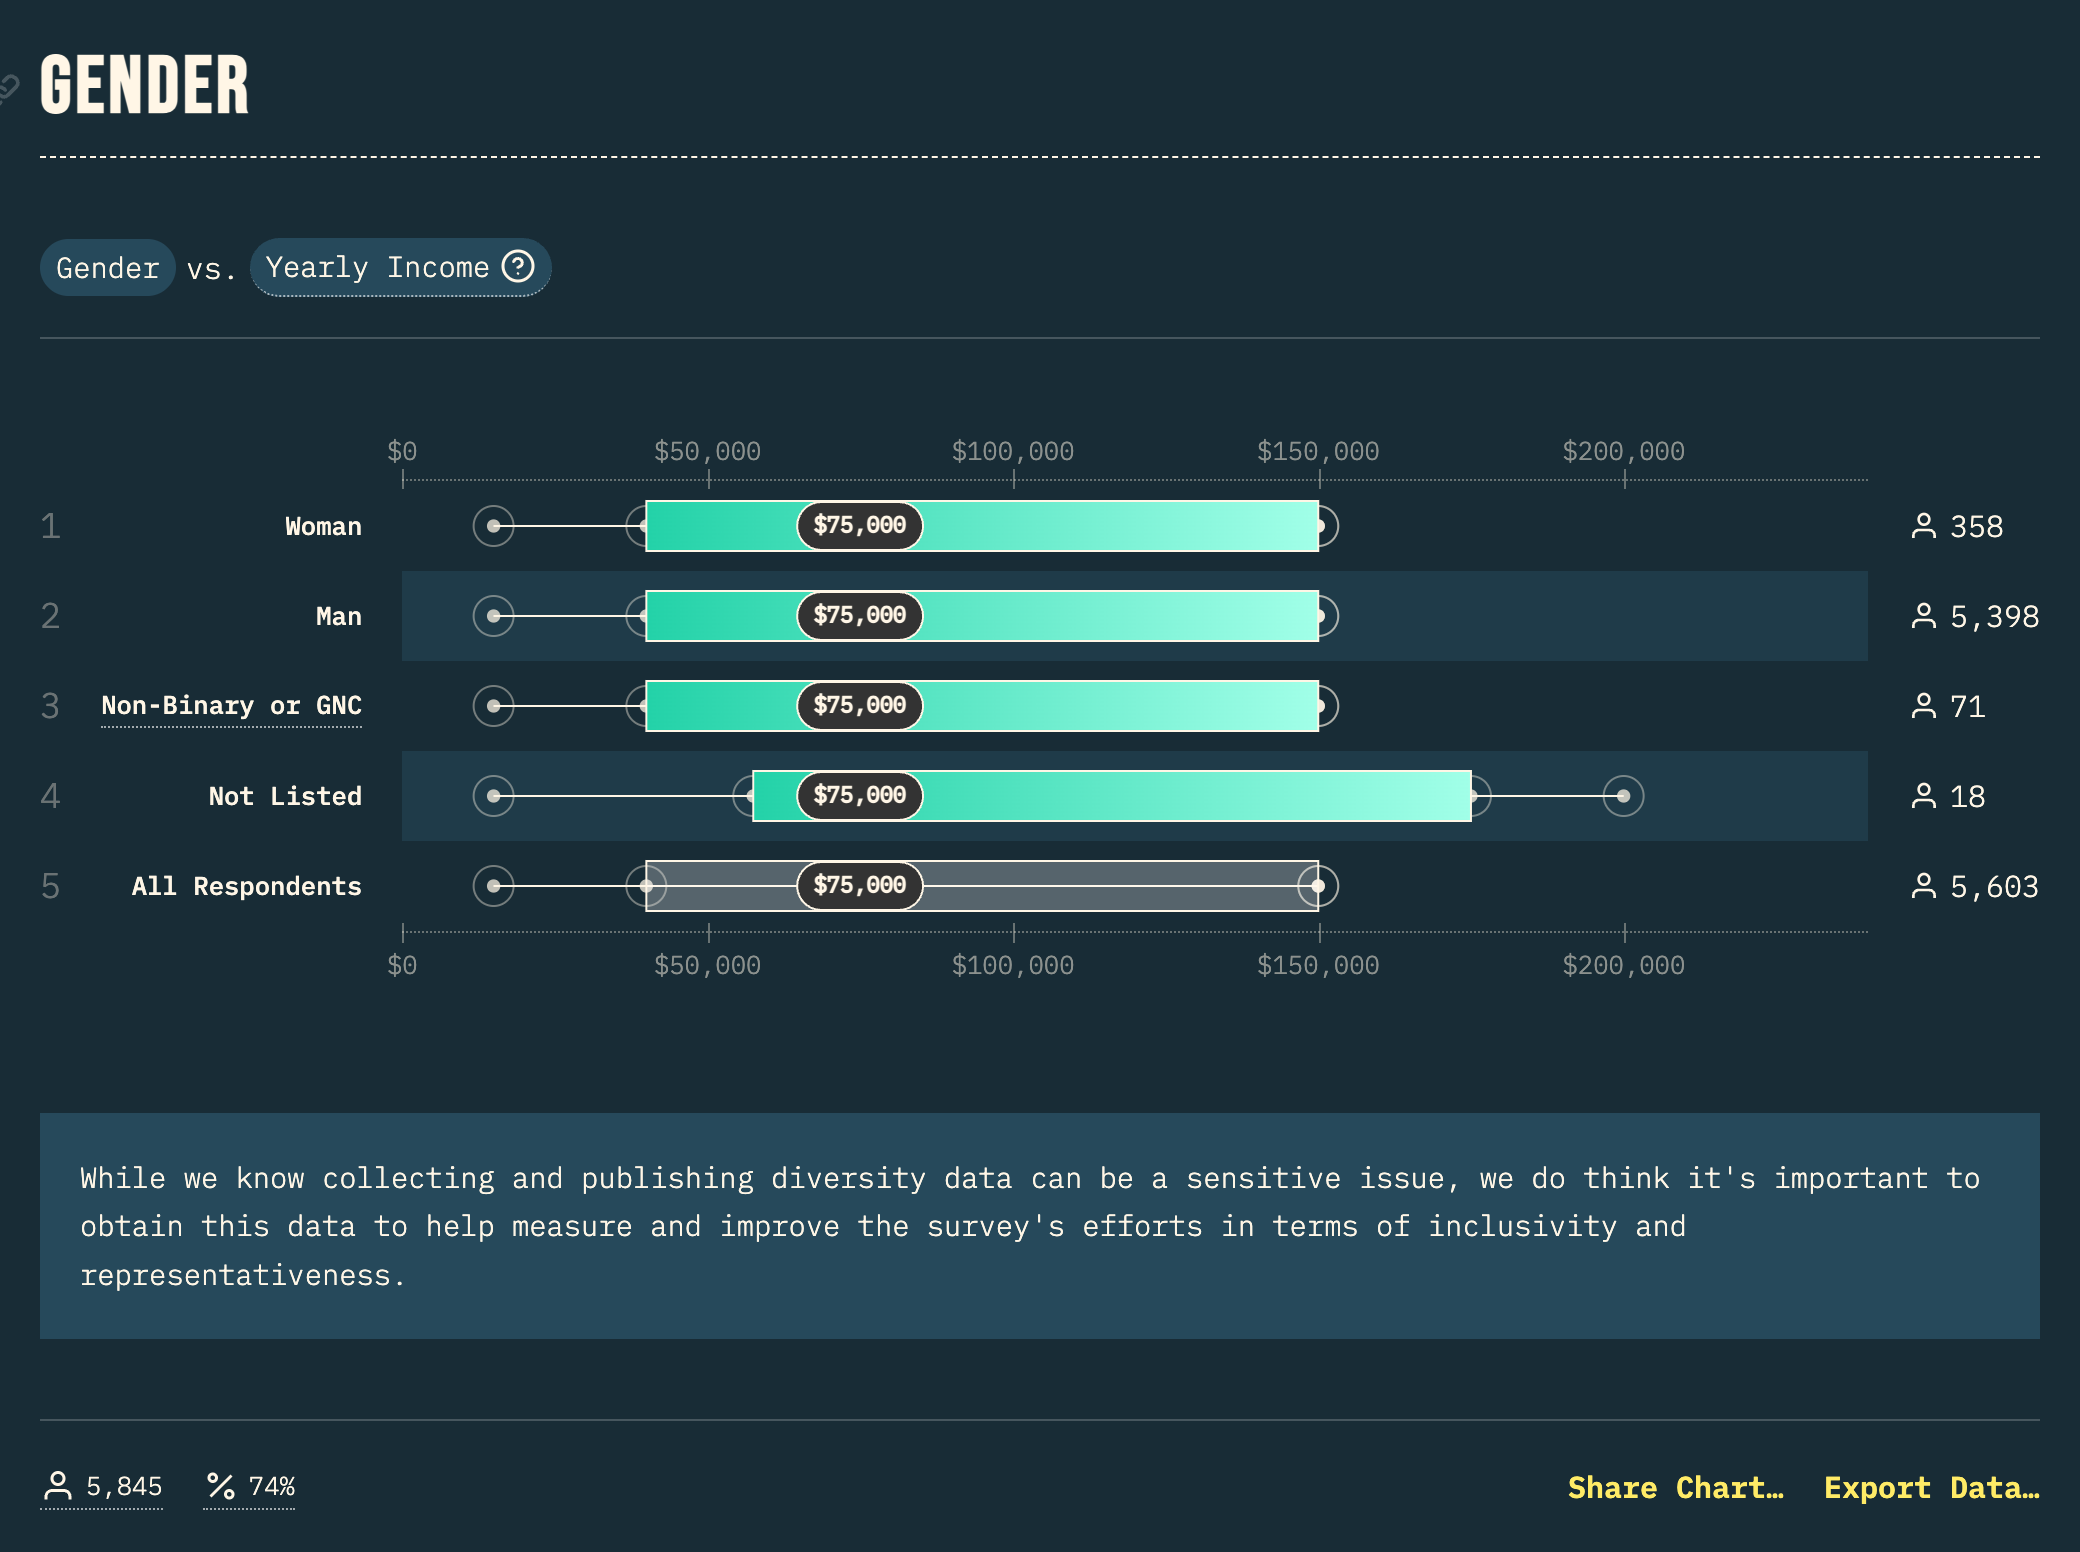 GENDER
Gender vs. Yearly Income
$0 $50,000 $100,000 $150,000 $200,000
1 Woman $75,000 358
2 Man $75,000 5,398
3 Non-Binary or GNC $75,000 71
4 Not Listed $75,000 18
5 All Respondents $75,000 5,603
$0 $50,000 $100,000 $150,000 $200,000
While we know collecting and publishing diversity data can be a sensitive issue, we do think it's important to
obtain this data to help measure and improve the survey's efforts in terms of inclusivity and
representativeness.
5,845 74% Share Chart… Export Data…